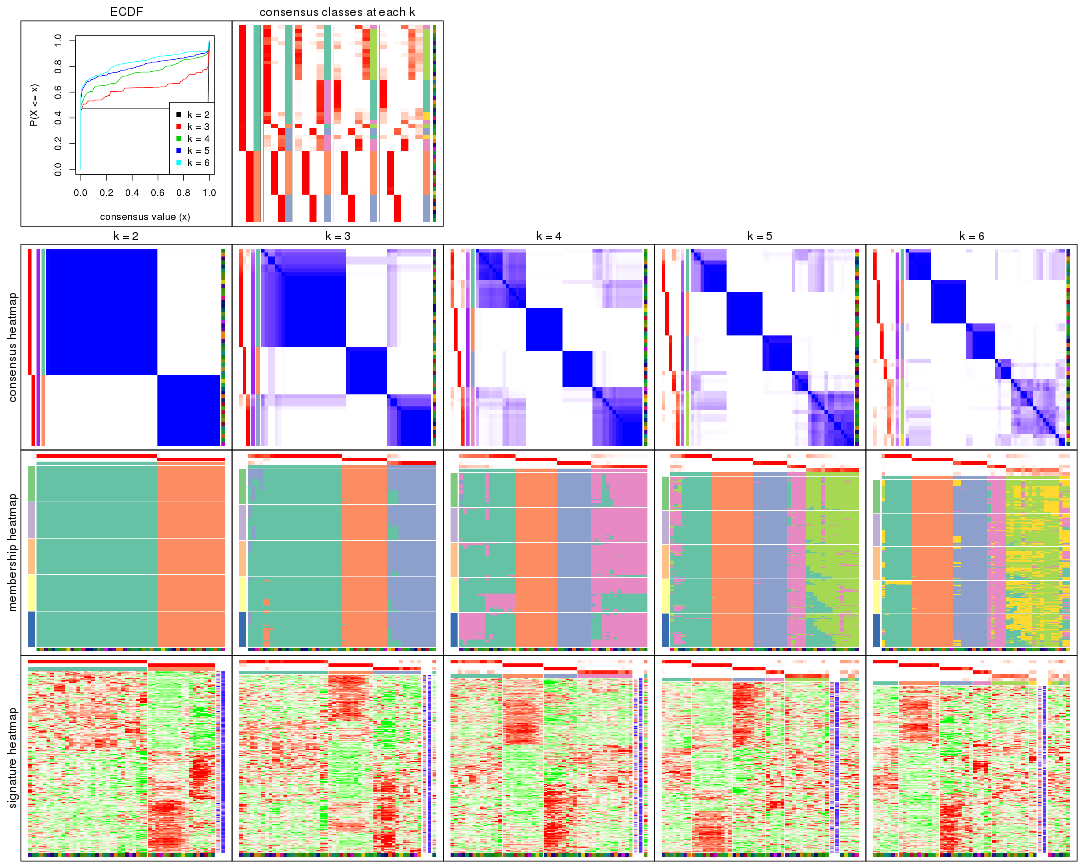 ECDF
consensus classes at each k
P(X <= x)
0.0 0.2 0.4 0.6 0.8 1.0
k = 2
k = 3
k = 4
k = 5
k = 6
0.0 0.2 0.4 0.6 0.8 1.0
consensus value (x)
k = 2
k = 3
k = 4
k = 5
k = 6
consensus heatmap
membership heatmap
signature heatmap